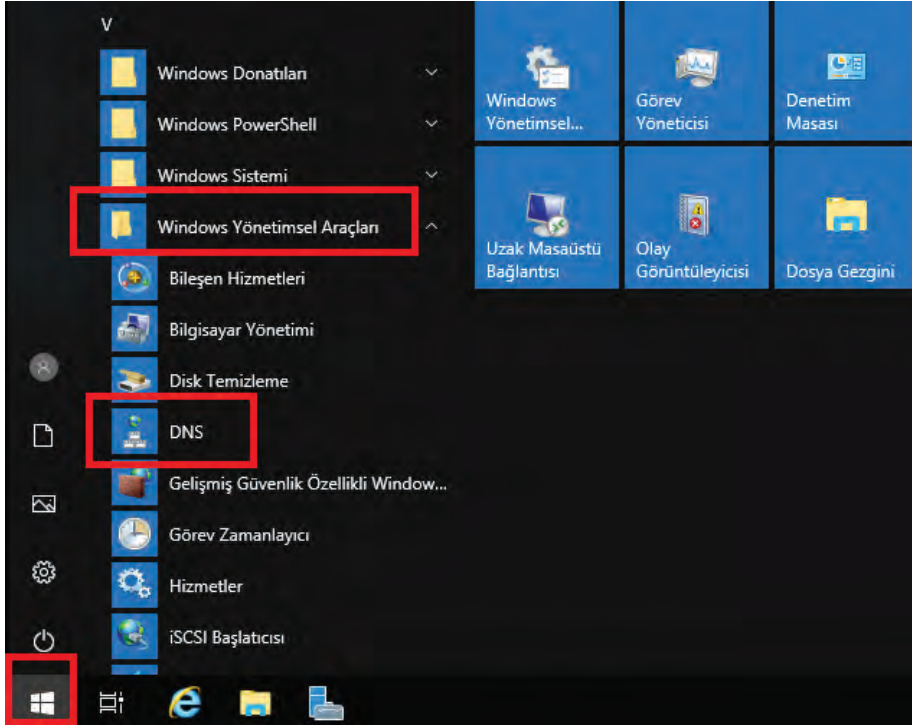 V
Windows Donatıları
Windows PowerShell
Windows Sistemi
Windows Yönetimsel Araçları
Bileşen Hizmetleri
Bilgisayar Yönetimi
Disk Temizleme
DNS
Gelişmiş Güvenlik Özellikli Window...
Görev Zamanlayıcı
Hizmetler
iSCSI Başlatıcısı
Windows
Yönetimsel...
Görev
Yöneticisi
Denetim
Masası
Uzak Masaüstü
Bağlantısı
Olay
Görüntüleyicisi
Dosya Gezgini